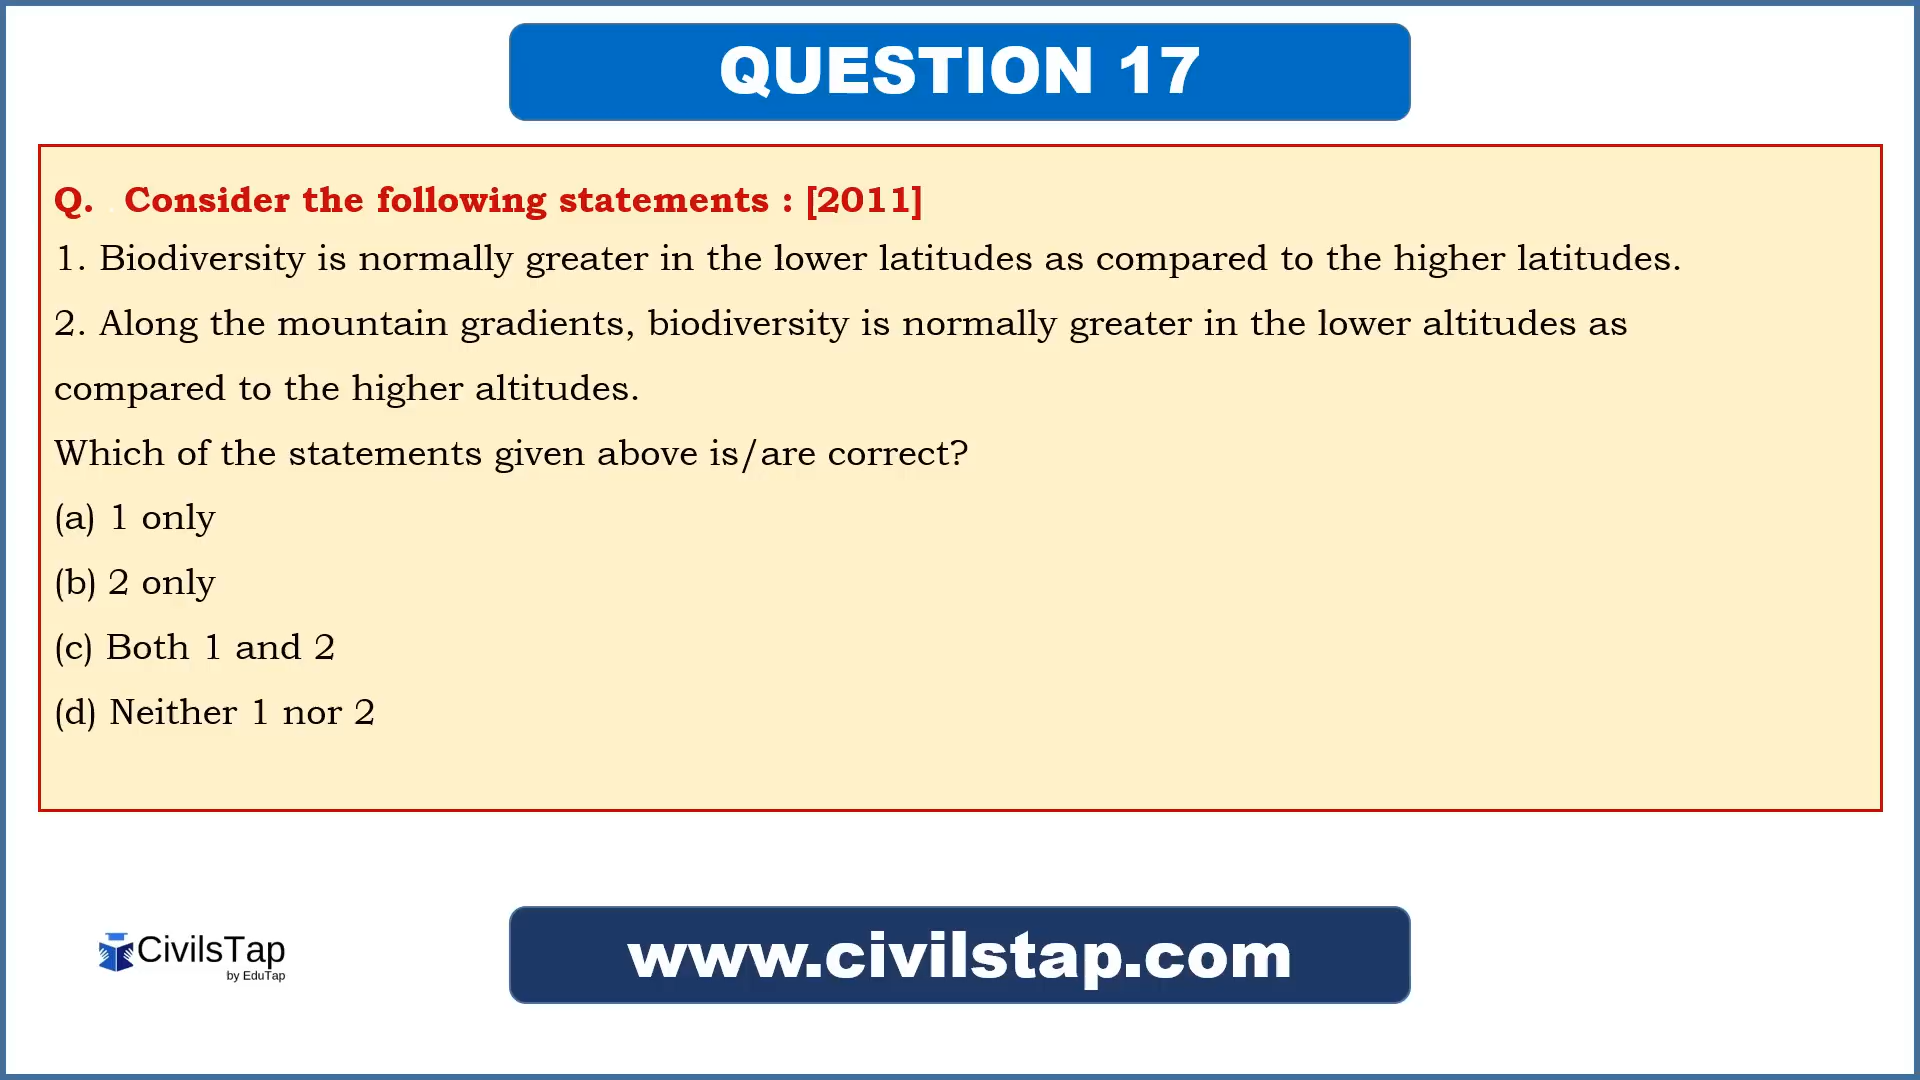 QUESTION 17
Q. Consider the following statements : [2011]
1. Biodiversity is normally greater in the lower latitudes as compared to the higher latitudes.
2. Along the mountain gradients, biodiversity is normally greater in the lower altitudes as
compared to the higher altitudes.
Which of the statements given above is/are correct?
(a) 1 only
(b) 2 only
(c) Both 1 and 2
(d) Neither 1 nor 2
CivilsTap
by EduTap
www.civilstap.com